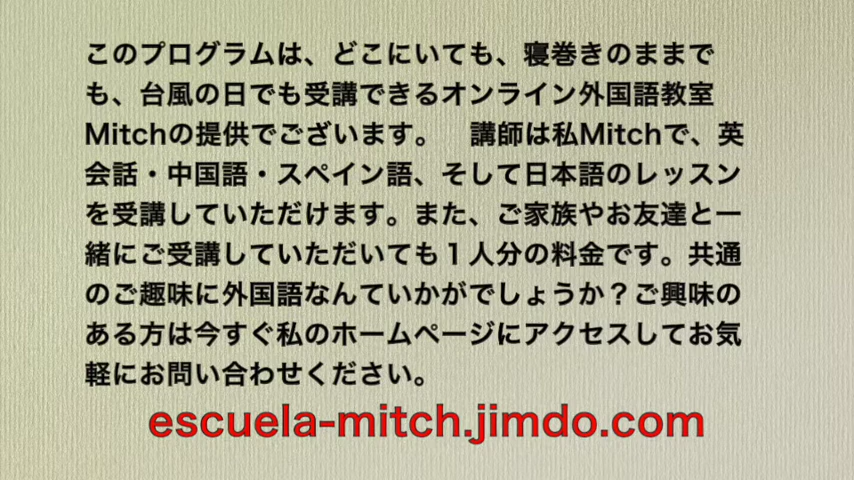 このプログラムは、どこにいても、寝巻きのままで
も、台風の日でも受講できるオンライン外国語教室
Mitchの提供でございます。　講師は私Mitchで、英
会話・中国語・スペイン語、そして日本語のレッスン
を受講していただけます。また、ご家族やお友達と一
緒にご受講していただいても１人分の料金です。共通
のご趣味に外国語なんていかがでしょうか？ご興味の
ある方は今すぐ私のホームページにアクセスしてお気
軽にお問い合わせください。
escuela-mitch.jimdo.com